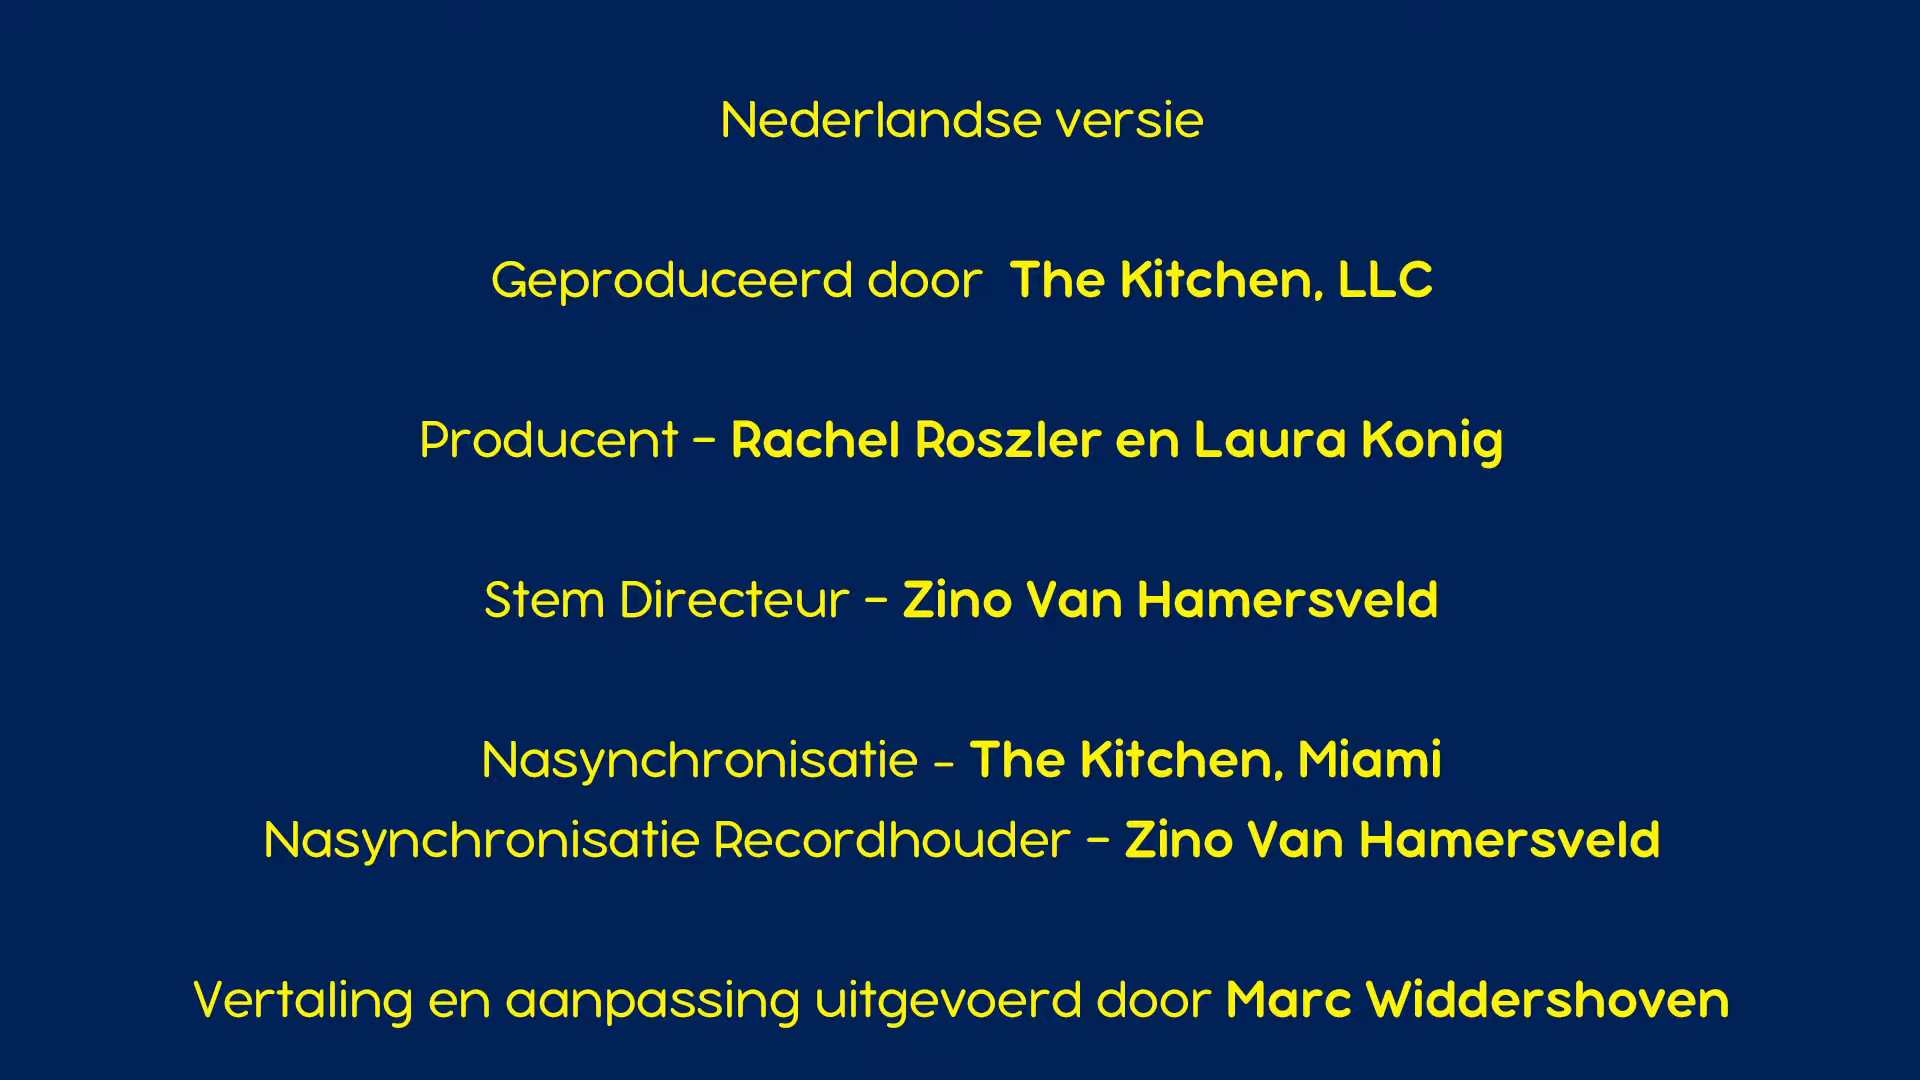 Nederlandse versie
Geproduceerd door The Kitchen, LLC
Producent - Rachel Roszler en Laura Konig
Stem Directeur - Zino Van Hamersveld
Nasynchronisatie - The Kitchen, Miami
Nasynchronisatie Recordhouder - Zino Van Hamersveld
Vertaling en aanpassing uitgevoerd door Marc Widdershoven